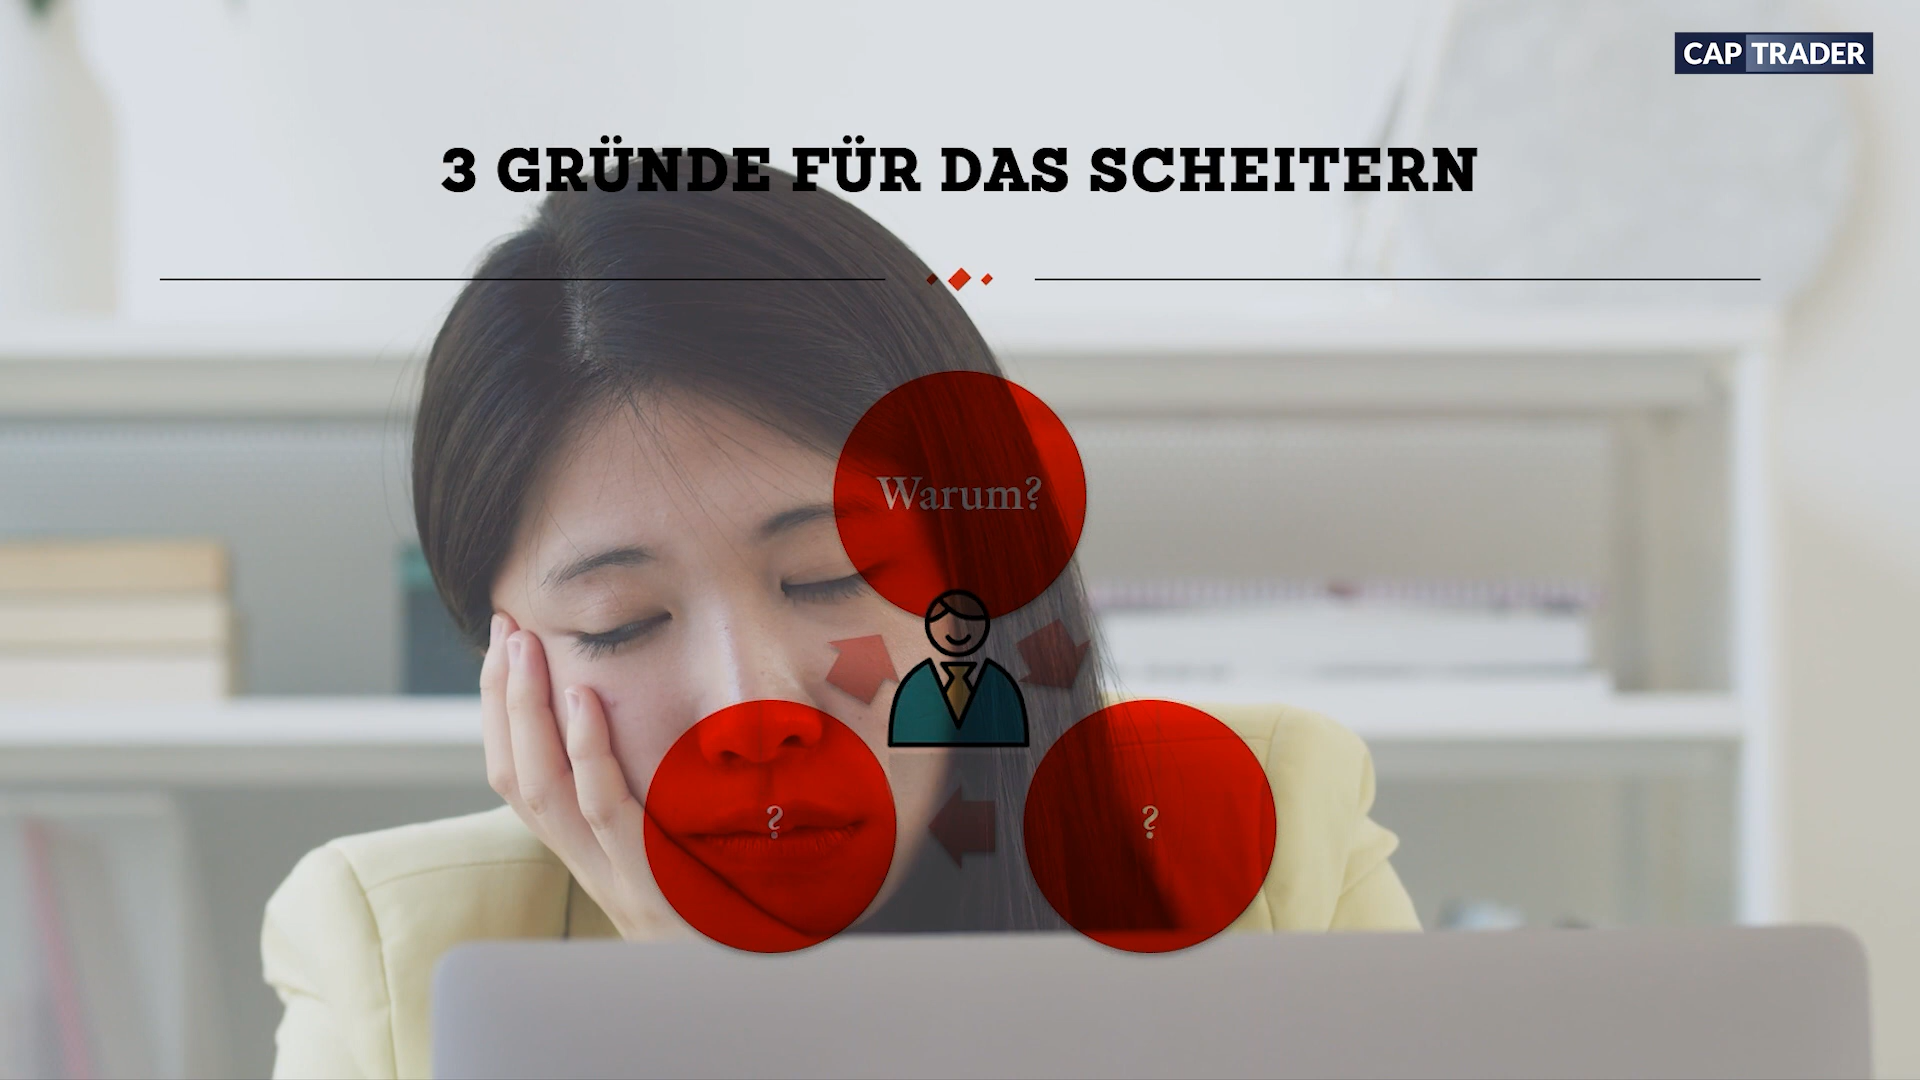 CAP TRADER
3 GRÜNDE FÜR DAS SCHEITERN
Warum?
?
?